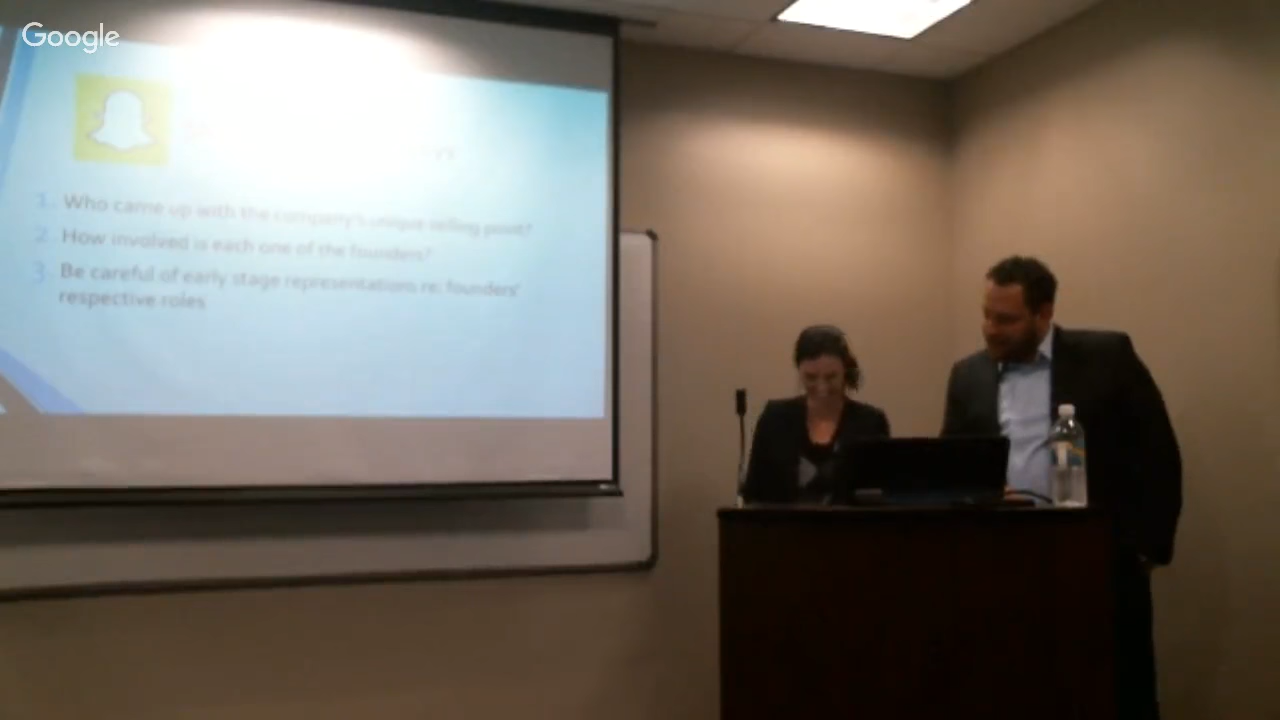 Google
1. Who came up with the company's unique selling point?
2. How involved is each one of the founders?
3. Be careful of early stage representations re: founders'
respective roles